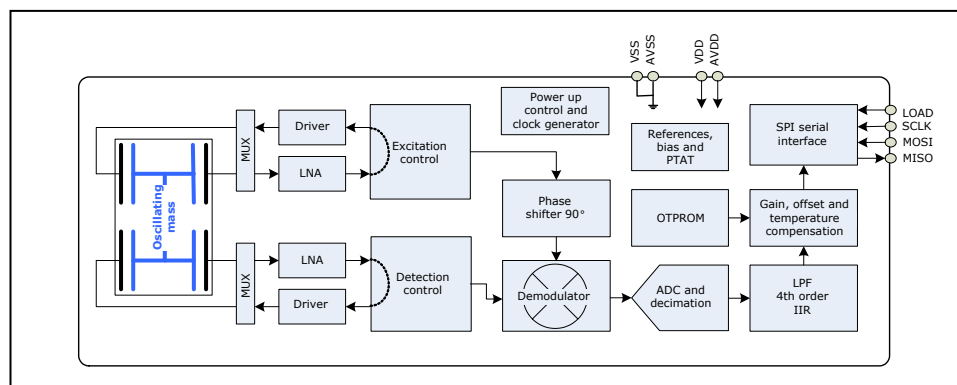 VSS
AVSS
VDD
AVDD
Power up
control and
clock generator
References,
bias and
PTAT
SPI serial
interface
LOAD
SCLK
MOSI
MISO
MUX
Driver
LNA
Excitation
control
Oscillating
mass
Phase
shifter 90°
OTPROM
Gain, offset and
temperature
compensation
MUX
LNA
Driver
Detection
control
Demodulator
ADC and
decimation
LPF
4th order
IIR